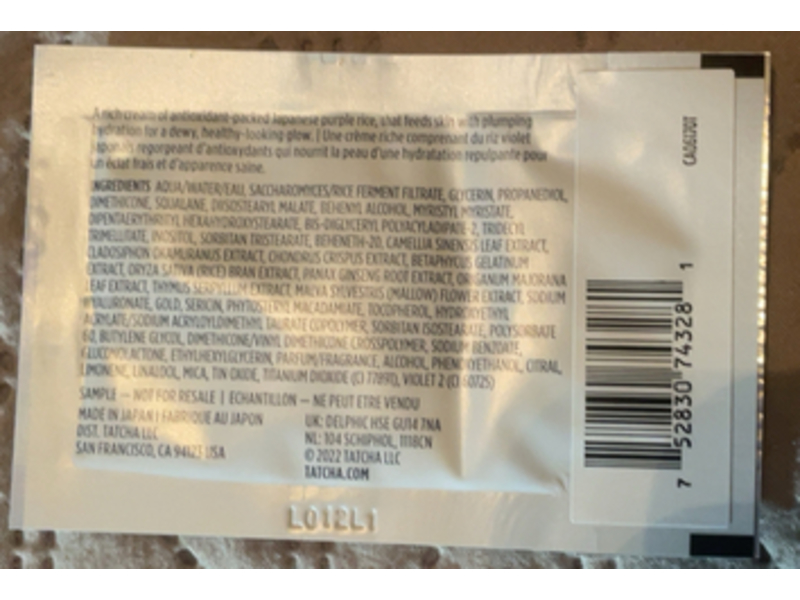 A rich cream of antioxidant-packed Japanese purple rice, that feeds skin with plumping
hydration for a dewy, healthy-looking glow. | Une crème riche comprenant du riz violet
japonais regorgeant d'antioxydants qui nourrit la peau d'une hydratation repulpante pour
un éclat frais et d'apparence saine.
INGREDIENTS AQUA/WATER/EAU, SACCHAROMYCES/RICE FERMENT FILTRATE, GLYCERIN, PROPANEDIOL,
DIMETHICONE, SQUALANE, DIISOSTEARYL MALATE, BEHENYL ALCOHOL, MYRISTYL MYRISTATE,
DIPENTAERYTHRITYL HEXAHYDROXYSTEARATE, BIS-DIGLYCERYL POLYACYLADIPATE-2, TRIDECYL
TRIMELLITATE, INOSITOL, SORBITAN TRISTEARATE, BEHENETH-20, CAMELLIA SINENSIS LEAF EXTRACT,
CLADOSIPHON OKAMURANUS EXTRACT, CHONDRUS CRISPUS EXTRACT, BETAPHYCUS GELATINUM
EXTRACT, ORYZA SATIVA (RICE) BRAN EXTRACT, PANAX GINSENG ROOT EXTRACT, ORIGANUM MAJORANA
LEAF EXTRACT, THYMUS SERPYLLUM EXTRACT, MALVA SYLVESTRIS (MALLOW) FLOWER EXTRACT, SODIUM
HYALURONATE, GOLD, SERICIN, PHYTOSTERYL MACADAMIATE, TOCOPHEROL, HYDROXYETHYL
ACRYLATE/SODIUM ACRYLOYLDIMETHYL TAURATE COPOLYMER, SORBITAN ISOSTEARATE, POLYSORBATE
60, BUTYLENE GLYCOL, DIMETHICONE/VINYL DIMETHICONE CROSSPOLYMER, SODIUM BENZOATE,
GLUCONOLACTONE, ETHYLHEXYLGLYCERIN, PARFUM/FRAGRANCE, ALCOHOL, PHENOXYETHANOL, CITRAL,
LIMONENE, LINALOOL, MICA, TIN OXIDE, TITANIUM DIOXIDE (CI 77891), VIOLET 2 (CI 60725)
SAMPLE — NOT FOR RESALE | ECHANTILLON — NE PEUT ETRE VENDU
MADE IN JAPAN | FABRIQUE AU JAPON
DIST. TATCHA LLC
SAN FRANCISCO, CA 94123 USA
UK: DELPHIC HSE GU14 7NA
NL: 104 SCHIPHOL, 1118CN
© 2022 TATCHA LLC
TATCHA.COM
L012L1
CA06170T
7 52830 74328 1